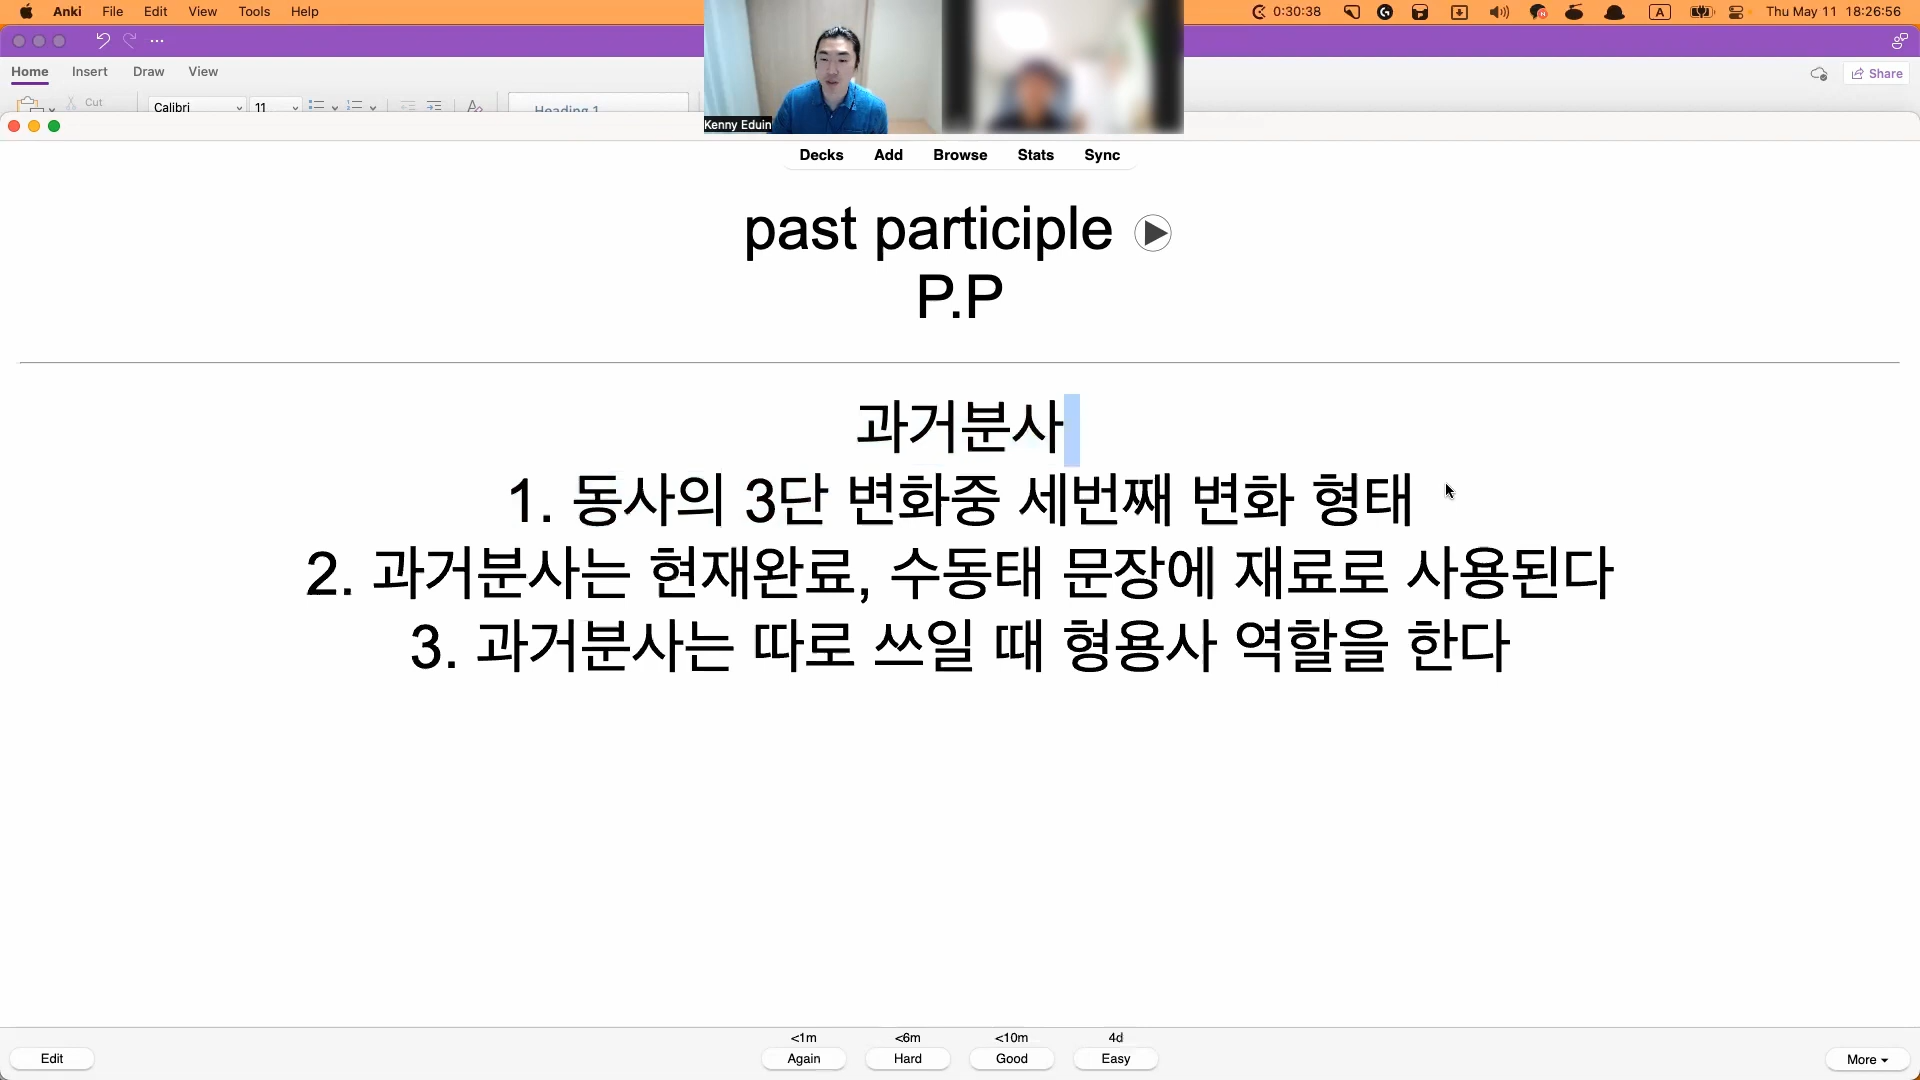 Anki File Edit View Tools Help 0:30:38 A Thu May 11 18:26:56
Home Insert Draw View Share
Cut Calibri 11 Heading 1
Kenny Eduin
Decks Add Browse Stats Sync
past participle
P.P
과거분사
1. 동사의 3단 변화중 세번째 변화 형태
2. 과거분사는 현재완료, 수동태 문장에 재료로 사용된다
3. 과거분사는 따로 쓰일 때 형용사 역할을 한다
<1m <6m <10m 4d
Edit Again Hard Good Easy More